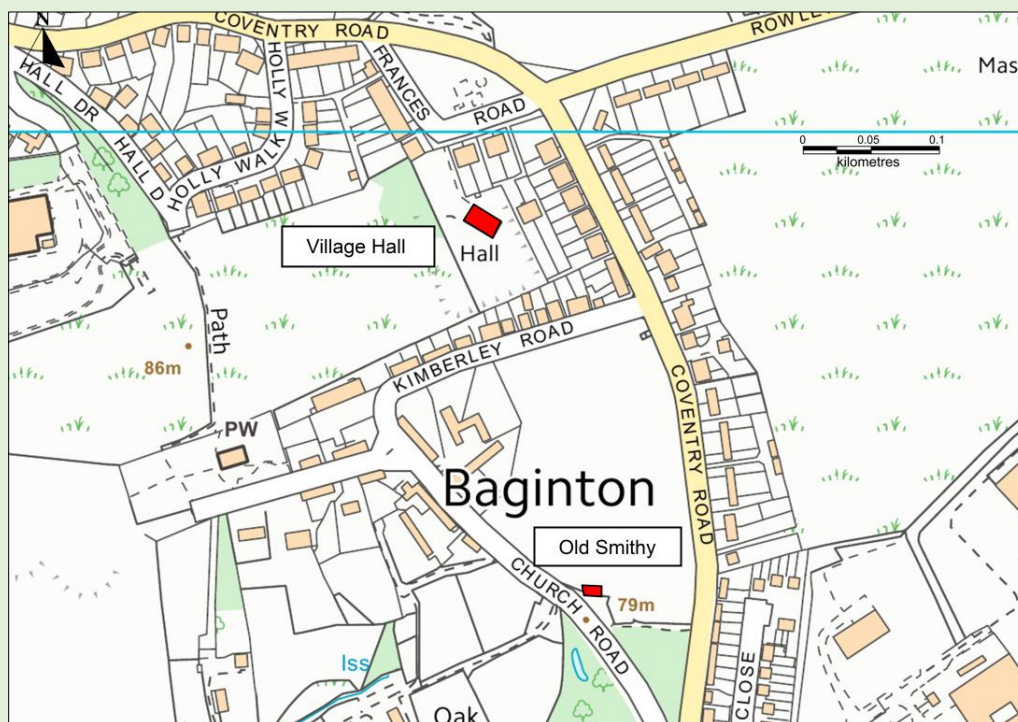 N
COVENTRY ROAD
ROWLEY
HALL DR
HOLLY W
FRANCES
ROAD
Mas
0 0.05 0.1
kilometres
HALL D
HOLLY WALK
Village Hall
Hall
Path
86m
KIMBERLEY ROAD
COVENTRY ROAD
PW
Baginton
Old Smithy
CHURCH ROAD
79m
Iss
CLOSE
Oak